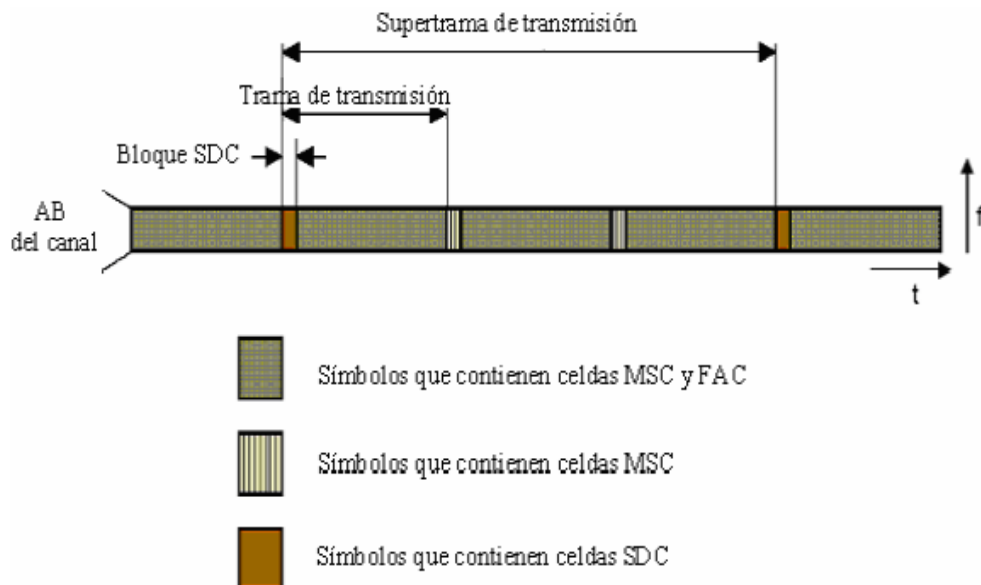 Supertrama de transmisión
Trama de transmisión
Bloque SDC
AB
del canal
f
t
Símbolos que contienen celdas MSC y FAC
Símbolos que contienen celdas MSC
Símbolos que contienen celdas SDC